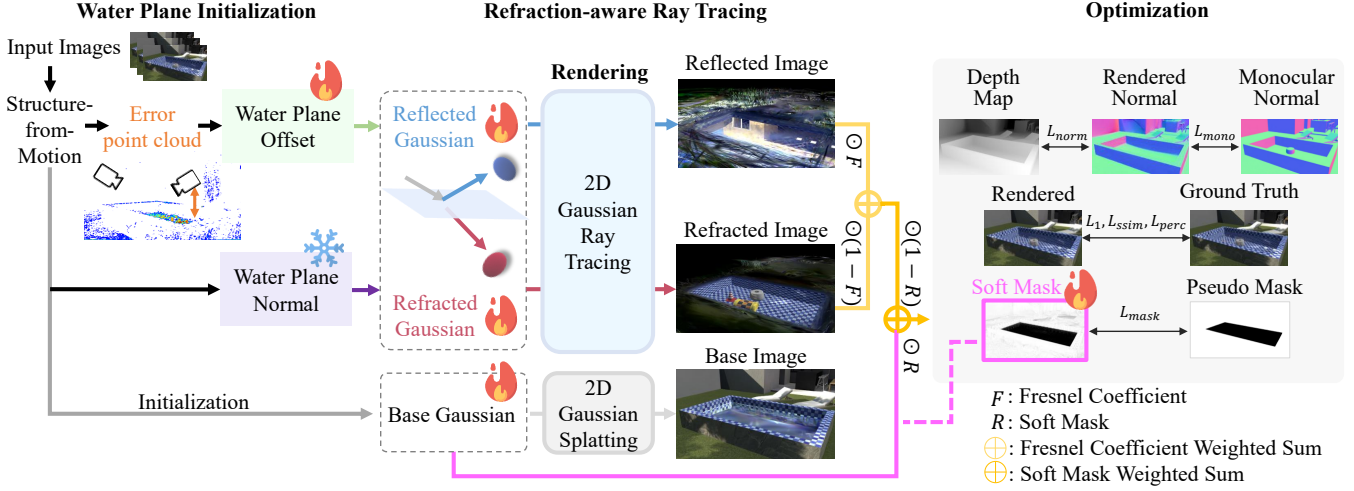 Water Plane Initialization
Refraction-aware Ray Tracing
Optimization
Input Images
Structure-
from-
Motion
Error
point cloud
Water Plane
Offset
Water Plane
Normal
Initialization
Reflected
Gaussian
Refracted
Gaussian
Base Gaussian
Rendering
2D
Gaussian
Ray
Tracing
2D
Gaussian
Splatting
Reflected Image
Refracted Image
Base Image
⊙F
⊙(1 − F)
⊙(1 − R)
⊙R
Depth
Map
Rendered
Normal
Monocular
Normal
L_norm
L_mono
Rendered
Ground Truth
L_1, L_ssim, L_perc
Soft Mask
Pseudo Mask
L_mask
F : Fresnel Coefficient
R : Soft Mask
⊕: Fresnel Coefficient Weighted Sum
⊕: Soft Mask Weighted Sum